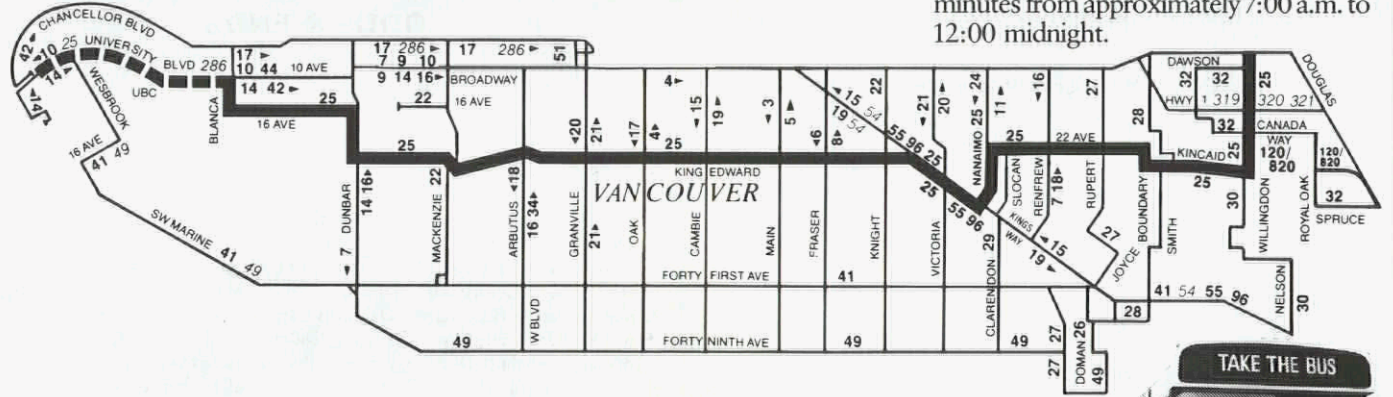 minutes from approximately 7:00 a.m. to
12:00 midnight.
CHANCELLOR BLVD
42
10 25 UNIVERSITY
BLVD 286
14
14
WESBROOK
UBC
BLANCA
16 AVE
41 49
SW MARINE
41 49
17
10 44 10 AVE
14 42
25
16 AVE
17 286
7 9 10
9 14 16
22
25
DUNBAR
14 16
7
MACKENZIE
22
17 286
51
BROADWAY
16 AVE
ARBUTUS
18
16 34
W BLVD
GRANVILLE
20
21
21
OAK
17
4
4
25
KING EDWARD
VANCOUVER
CAMBIE
15
19
MAIN
3
5
FRASER
6
8
KNIGHT
22
15 54
19 54
55 96 25
VICTORIA
21
20
25
55 96
NANAIMO 25
24
11
25
22 AVE
SLOCAN
RENFREW
16
7 18
RUPERT
27
27
KINGS
WAY
15
19
CLARENDON
29
FORTY FIRST AVE
41
49
FORTY NINTH AVE
49
49
27
27
DOMAN 26
49
JOYCE
28
BOUNDARY
28
SMITH
KINCAID
25
25
41 54 55 96
DAWSON
32
32
HWY 1 319
320 321
25
DOUGLAS
32
CANADA
WAY
120/
820
120/
820
32
SPRUCE
30
WILLINGDON
ROYAL OAK
NELSON
30
TAKE THE BUS